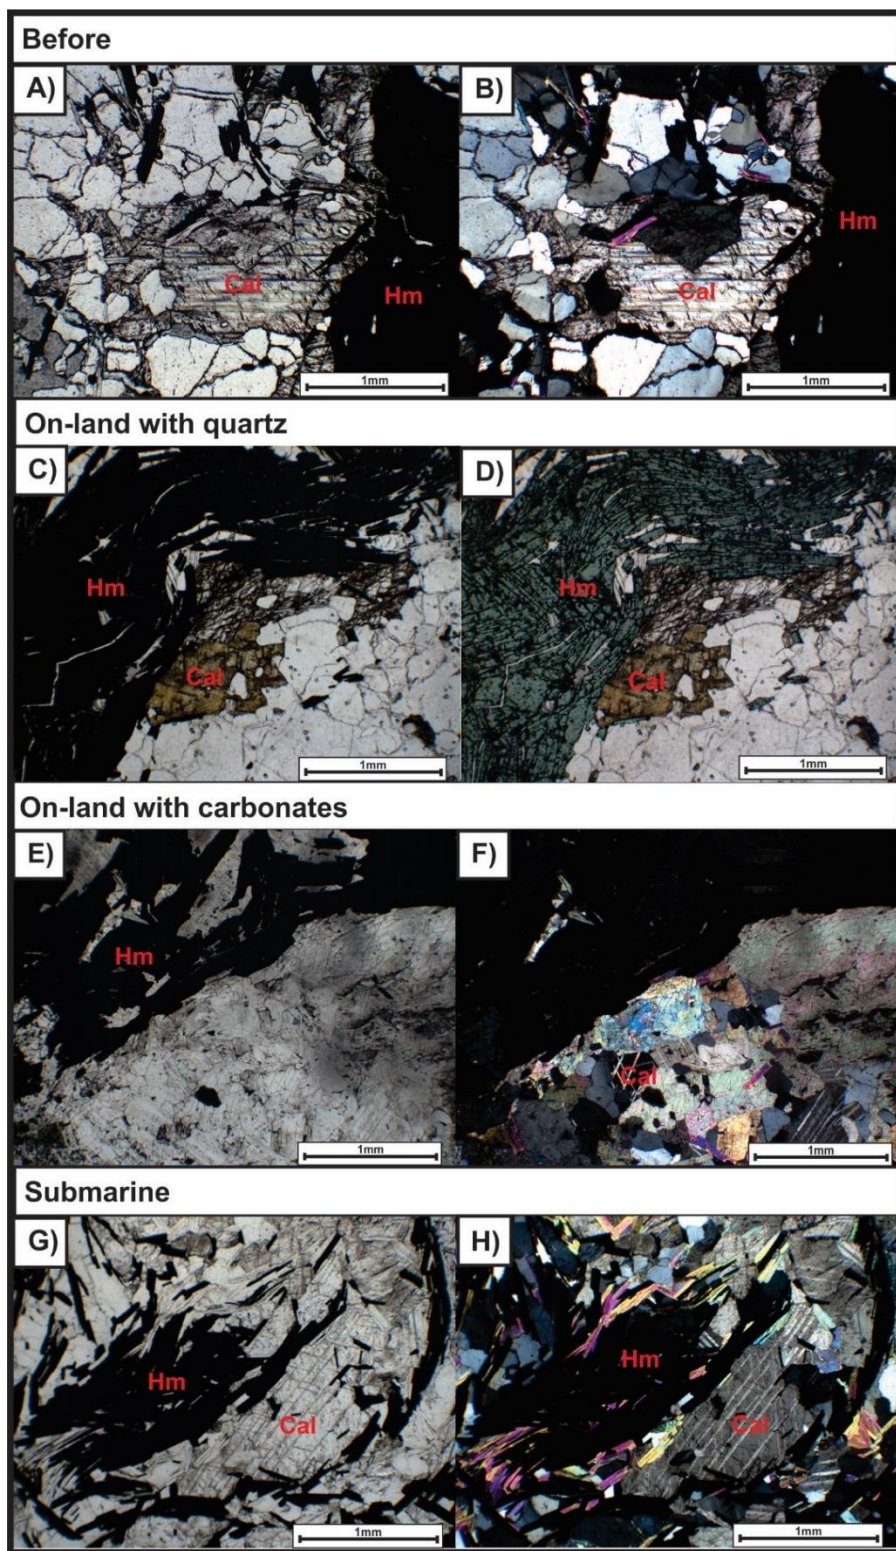 Before
A)
B)
Cal
Hm
Cal
Hm
1mm
1mm
On-land with quartz
C)
D)
Hm
Cal
Hm
Cal
1mm
1mm
On-land with carbonates
E)
F)
Hm
Cal
1mm
1mm
Submarine
G)
H)
Hm
Cal
Hm
Cal
1mm
1mm